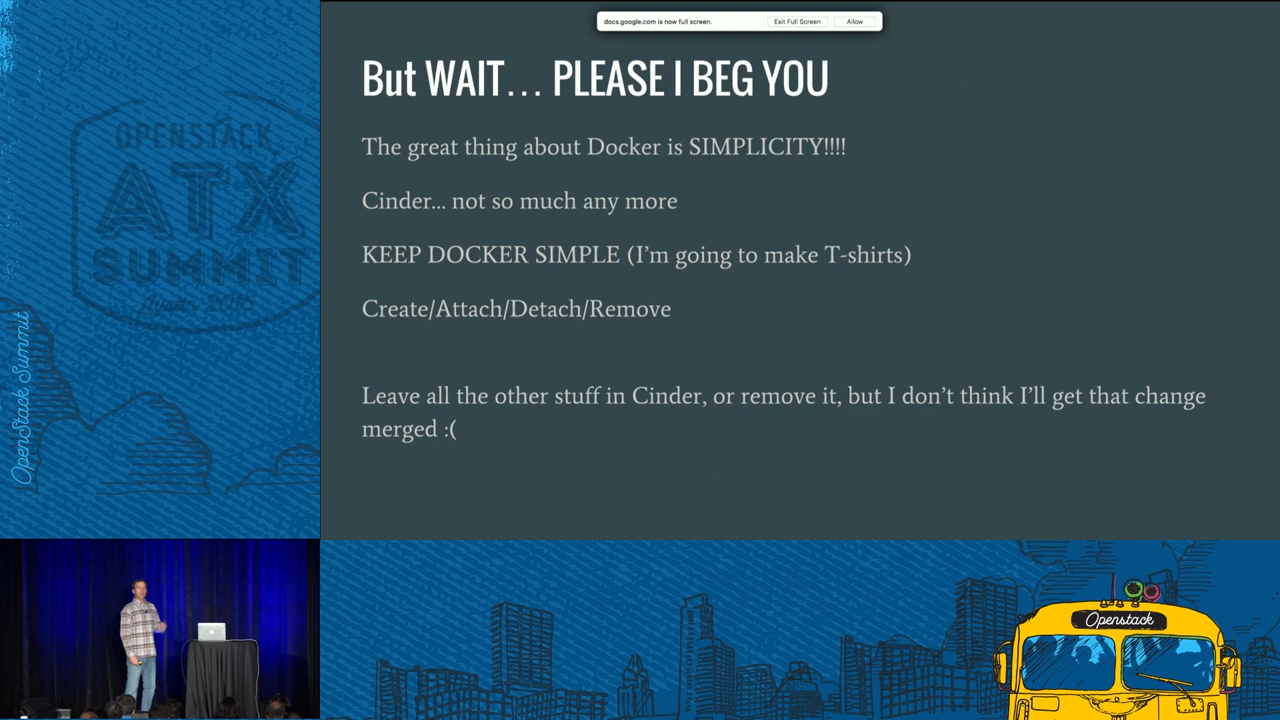 docs.google.com is now full screen.
Exit Full Screen
Allow
But WAIT… PLEASE I BEG YOU
The great thing about Docker is SIMPLICITY!!!!
Cinder... not so much any more
KEEP DOCKER SIMPLE (I’m going to make T-shirts)
Create/Attach/Detach/Remove
Leave all the other stuff in Cinder, or remove it, but I don’t think I’ll get that change
merged :(
OPENSTACK
ATX
SUMMIT
Austin 2016
OpenStack Summit
Openstack